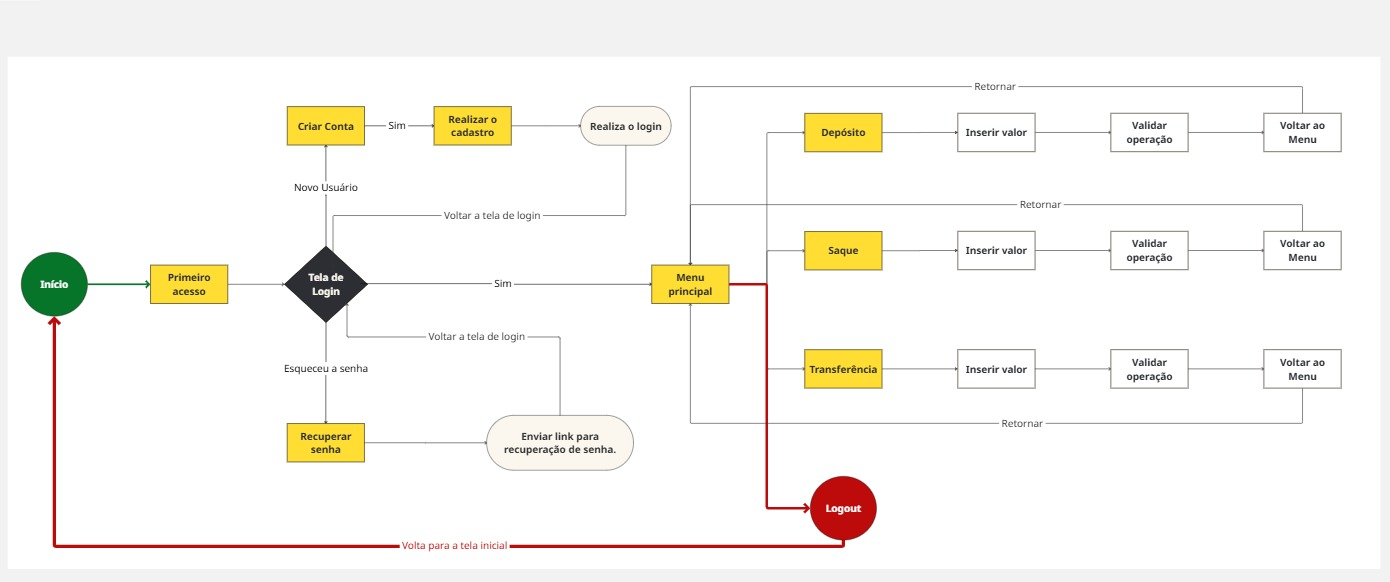 Retornar
Criar Conta
Sim
Realizar o
cadastro
Realiza o login
Depósito
Inserir valor
Validar
operação
Voltar ao
Menu
Novo Usuário
Voltar a tela de login
Retornar
Saque
Inserir valor
Validar
operação
Voltar ao
Menu
Início
Primeiro
acesso
Tela de
Login
Sim
Menu
principal
Voltar a tela de login
Esqueceu a senha
Transferência
Inserir valor
Validar
operação
Voltar ao
Menu
Retornar
Recuperar
senha
Enviar link para
recuperação de senha.
Logout
Volta para a tela inicial